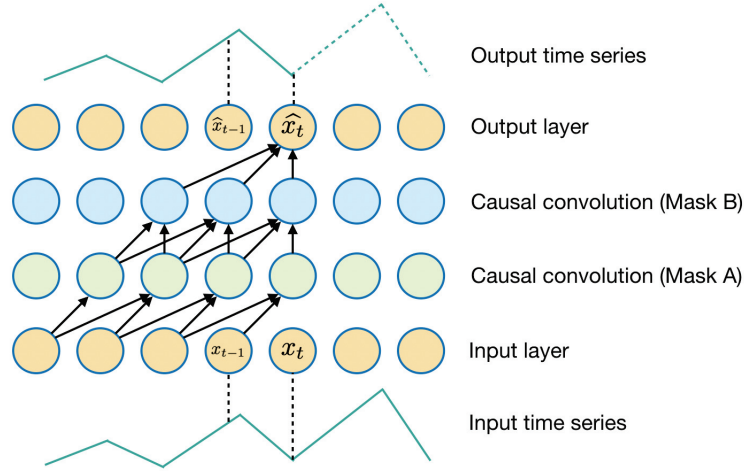 Output time series
x̂ₜ₋₁ x̂ₜ Output layer
Causal convolution (Mask B)
Causal convolution (Mask A)
xₜ₋₁ xₜ Input layer
Input time series